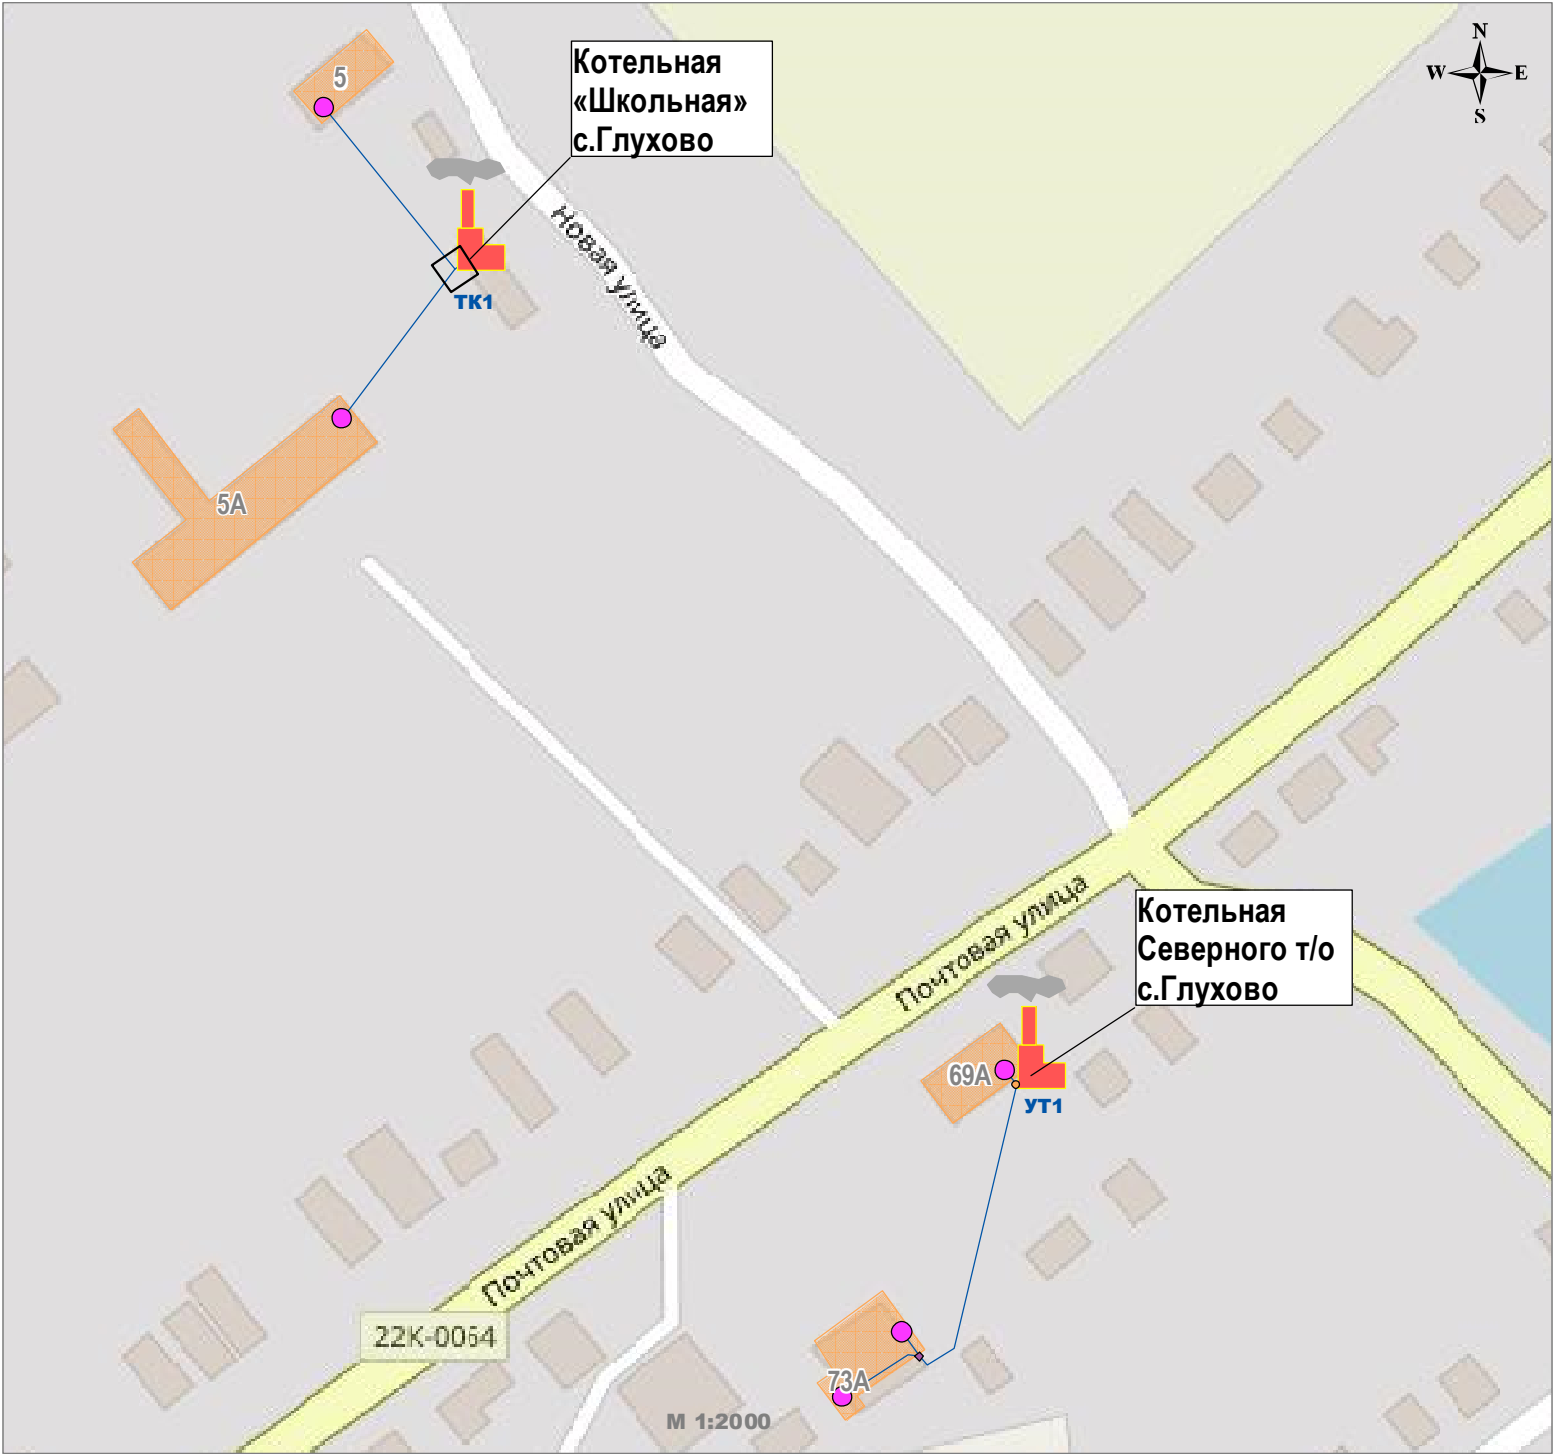 N
W E
S
5
Котельная
«Школьная»
с.Глухово
Новая улица
ТК1
5А
Почтовая улица
Котельная
Северного т/о
с.Глухово
69А
УТ1
Почтовая улица
22К-0064
73А
М 1:2000